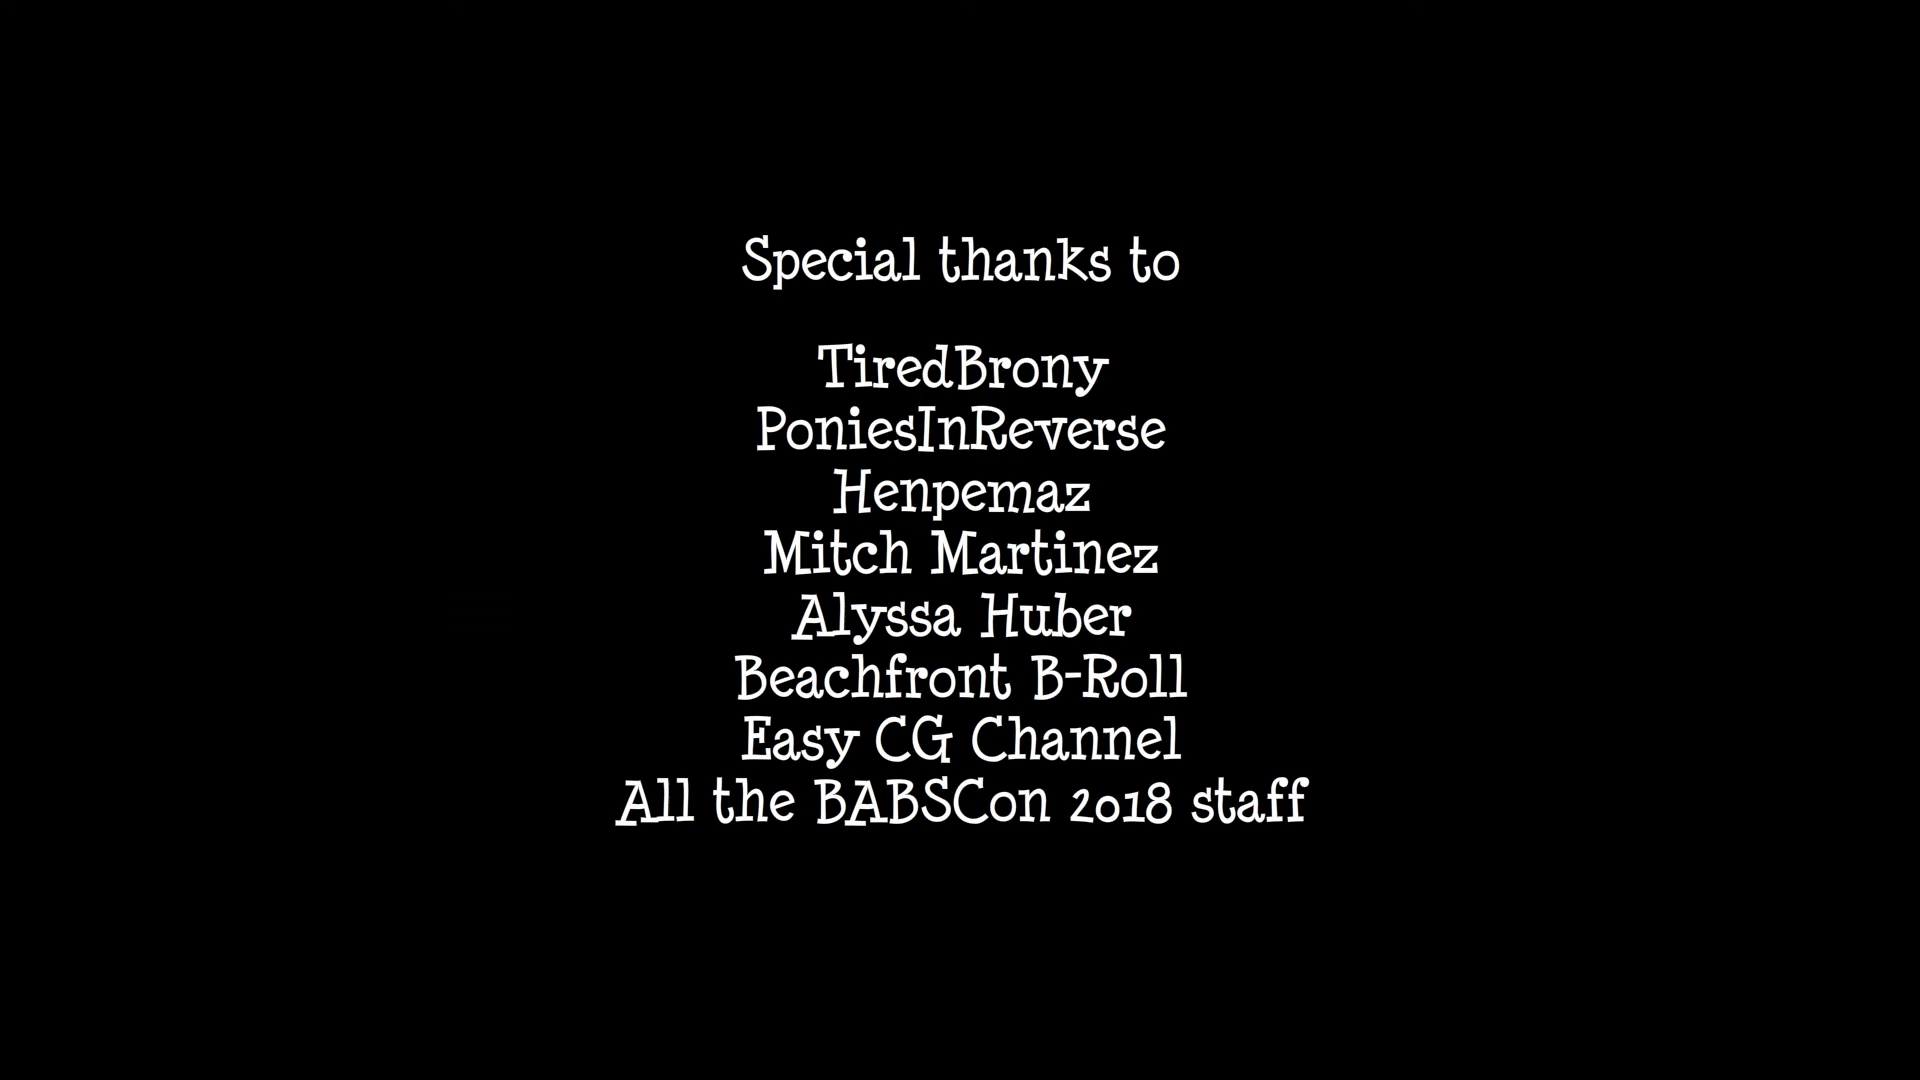 Special thanks to
TiredBrony
PoniesInReverse
Henpemaz
Mitch Martinez
Alyssa Huber
Beachfront B-Roll
Easy CG Channel
All the BABSCon 2018 staff